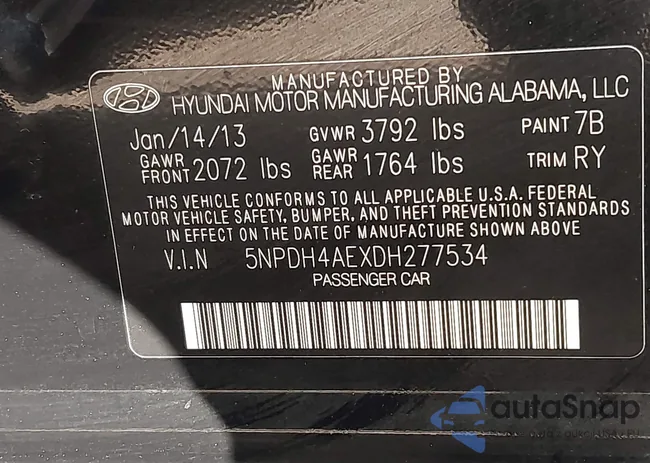 MANUFACTURED BY
HYUNDAI MOTOR MANUFACTURING ALABAMA, LLC
Jan/14/13 GVWR 3792 lbs PAINT 7B
GAWR FRONT 2072 lbs GAWR REAR 1764 lbs TRIM RY
THIS VEHICLE CONFORMS TO ALL APPLICABLE U.S.A. FEDERAL
MOTOR VEHICLE SAFETY, BUMPER, AND THEFT PREVENTION STANDARDS
IN EFFECT ON THE DATE OF MANUFACTURE SHOWN ABOVE
V.I.N 5NPDH4AEXDH277534
PASSENGER CAR
autaSnap